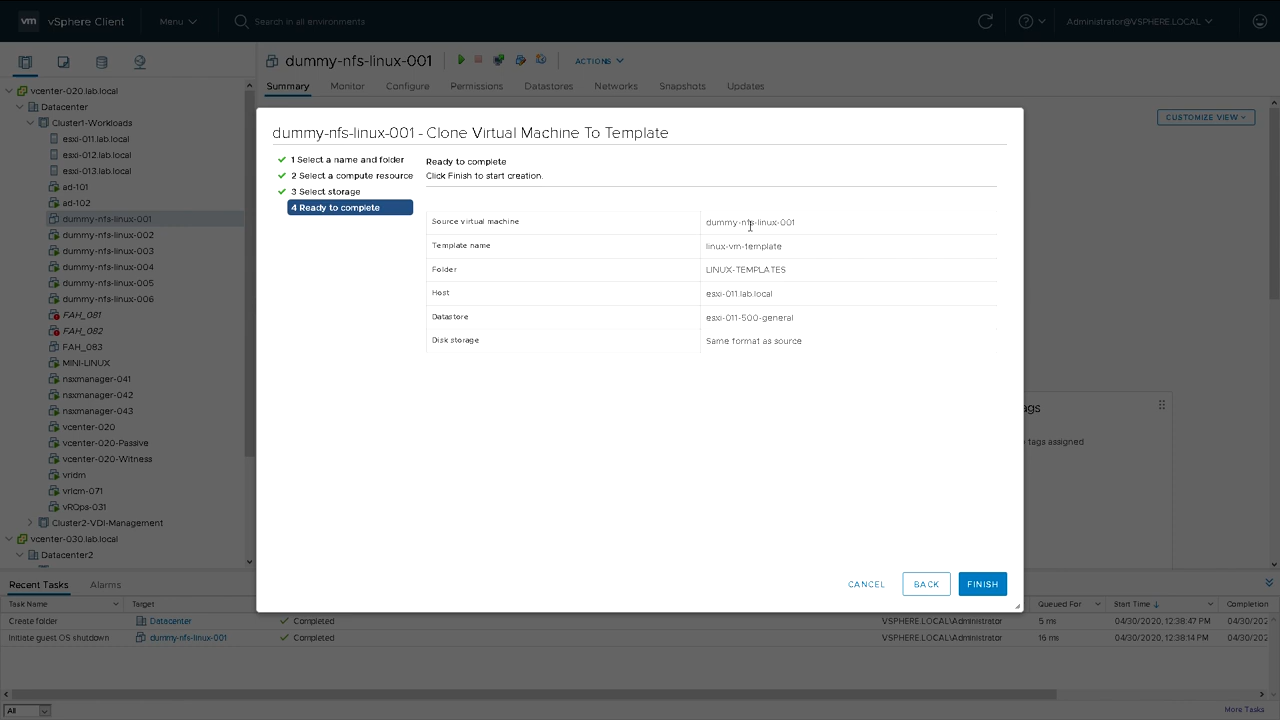 vm vSphere Client
Menu
Search in all environments
Administrator@VSPHERE.LOCAL
vcenter-020.lab.local
Datacenter
Cluster1-Workloads
esxi-011.lab.local
esxi-012.lab.local
esxi-013.lab.local
ad-101
ad-102
dummy-nfs-linux-001
dummy-nfs-linux-002
dummy-nfs-linux-003
dummy-nfs-linux-004
dummy-nfs-linux-005
dummy-nfs-linux-006
FAH_081
FAH_082
FAH_083
MINI-LINUX
nsxmanager-041
nsxmanager-042
nsxmanager-043
vcenter-020
vcenter-020-Passive
vcenter-020-Witness
vridm
vrlcm-071
vROps-031
Cluster2-VDI-Management
vcenter-030.lab.local
Datacenter2
dummy-nfs-linux-001
ACTIONS
Summary Monitor Configure Permissions Datastores Networks Snapshots Updates
CUSTOMIZE VIEW
dummy-nfs-linux-001 - Clone Virtual Machine To Template
1 Select a name and folder
2 Select a compute resource
3 Select storage
4 Ready to complete
Ready to complete
Click Finish to start creation.
Source virtual machine dummy-nfs-linux-001
Template name linux-vm-template
Folder LINUX-TEMPLATES
Host esxi-011.lab.local
Datastore esxi-011-500-general
Disk storage Same format as source
CANCEL BACK FINISH
ags
tags assigned
Recent Tasks Alarms
Task Name Target Queued For Start Time Completion
Create folder Datacenter Completed VSPHERE.LOCAL\Administrator 5 ms 04/30/2020, 12:38:47 PM 04/30/202
Initiate guest OS shutdown dummy-nfs-linux-001 Completed VSPHERE.LOCAL\Administrator 16 ms 04/30/2020, 12:38:14 PM 04/30/202
All
More Tasks